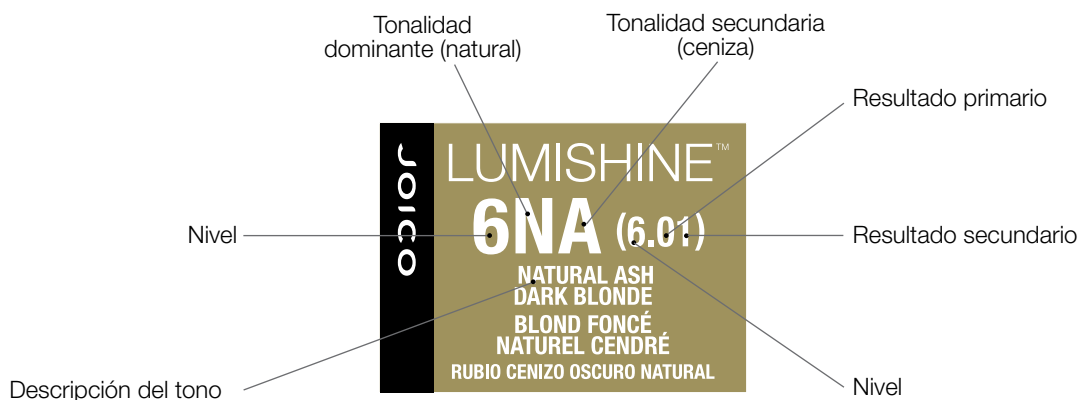 Tonalidad
dominante (natural)
Tonalidad secundaria
(ceniza)
Resultado primario
JOICO
LUMISHINE™
6NA (6.01)
Nivel
Resultado secundario
NATURAL ASH
DARK BLONDE
BLOND FONCÉ
NATUREL CENDRÉ
RUBIO CENIZO OSCURO NATURAL
Descripción del tono
Nivel